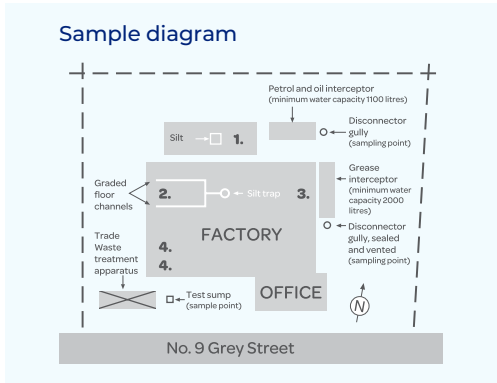 Sample diagram
Petrol and oil interceptor
(minimum water capacity 1100 litres)
Silt
1.
Disconnector
gully
(sampling point)
Graded
floor
channels
2.
Silt trap
3.
Grease
interceptor
(minimum water
capacity 2000
litres)
FACTORY
Disconnector
gully, sealed
and vented
(sampling point)
Trade
Waste
treatment
apparatus
4.
4.
Test sump
(sample point)
OFFICE
N
No. 9 Grey Street